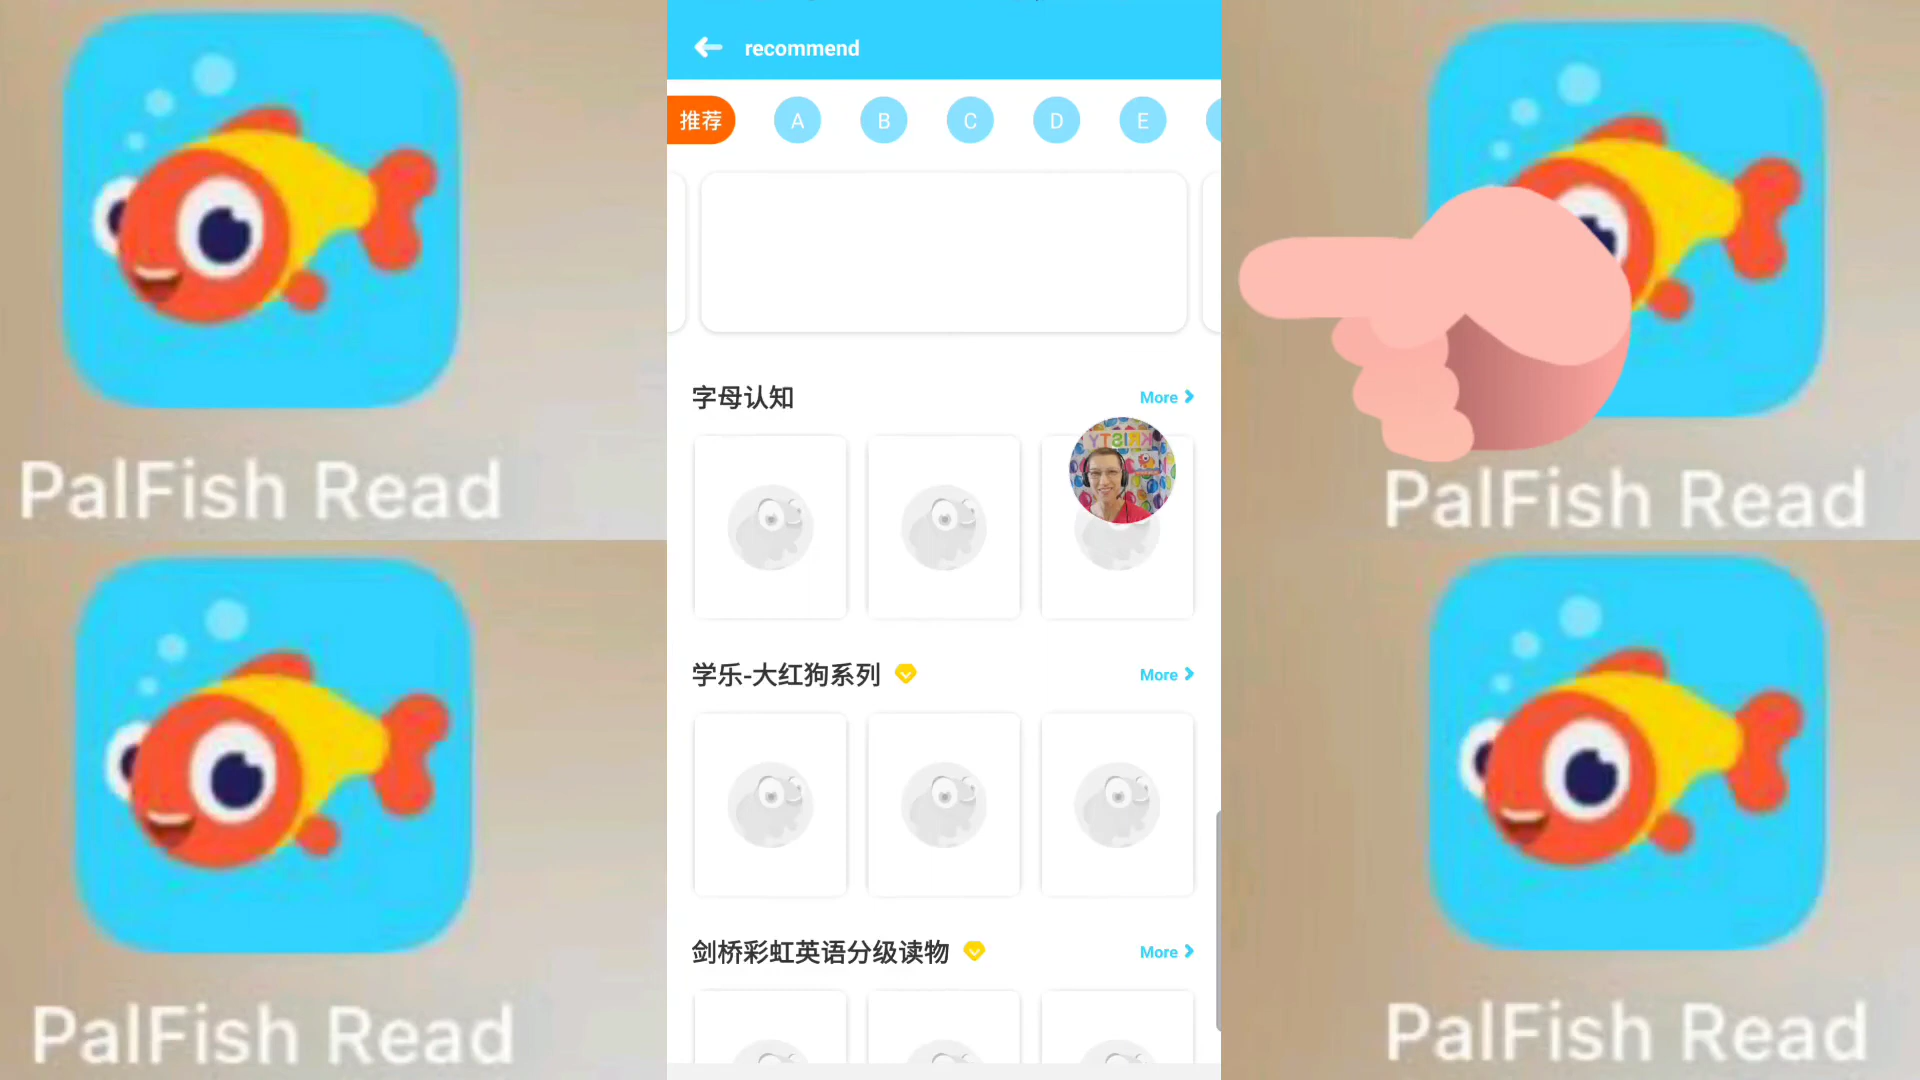 recommend
推荐 A B C D E
字母认知 More
KRISTY
学乐-大红狗系列 More
剑桥彩虹英语分级读物 More
PalFish Read
PalFish Read
PalFish Read
PalFish Read